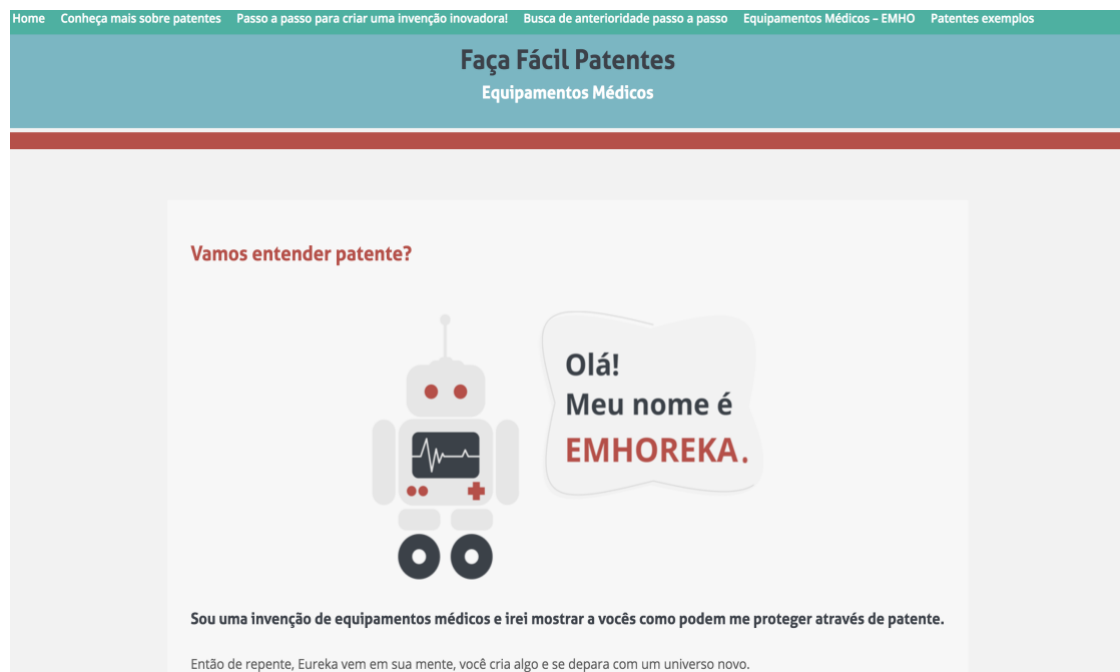 Home Conheça mais sobre patentes Passo a passo para criar uma invenção inovadora! Busca de anterioridade passo a passo Equipamentos Médicos – EMHO Patentes exemplos
Faça Fácil Patentes
Equipamentos Médicos
Vamos entender patente?
Olá!
Meu nome é
EMHOREKA.
Sou uma invenção de equipamentos médicos e irei mostrar a vocês como podem me proteger através de patente.
Então de repente, Eureka vem em sua mente, você cria algo e se depara com um universo novo.